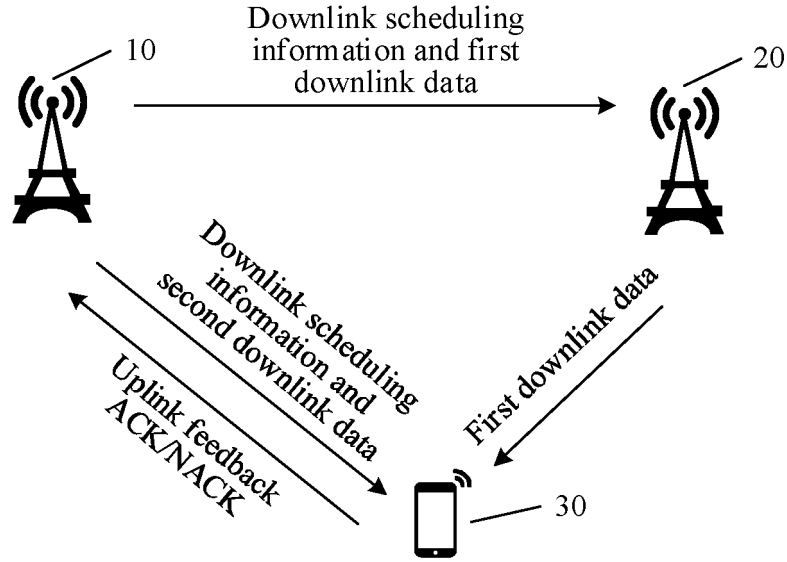 Downlink scheduling
information and first
downlink data
10
20
Downlink scheduling
information and
second downlink data
Uplink feedback
ACK/NACK
First downlink data
30